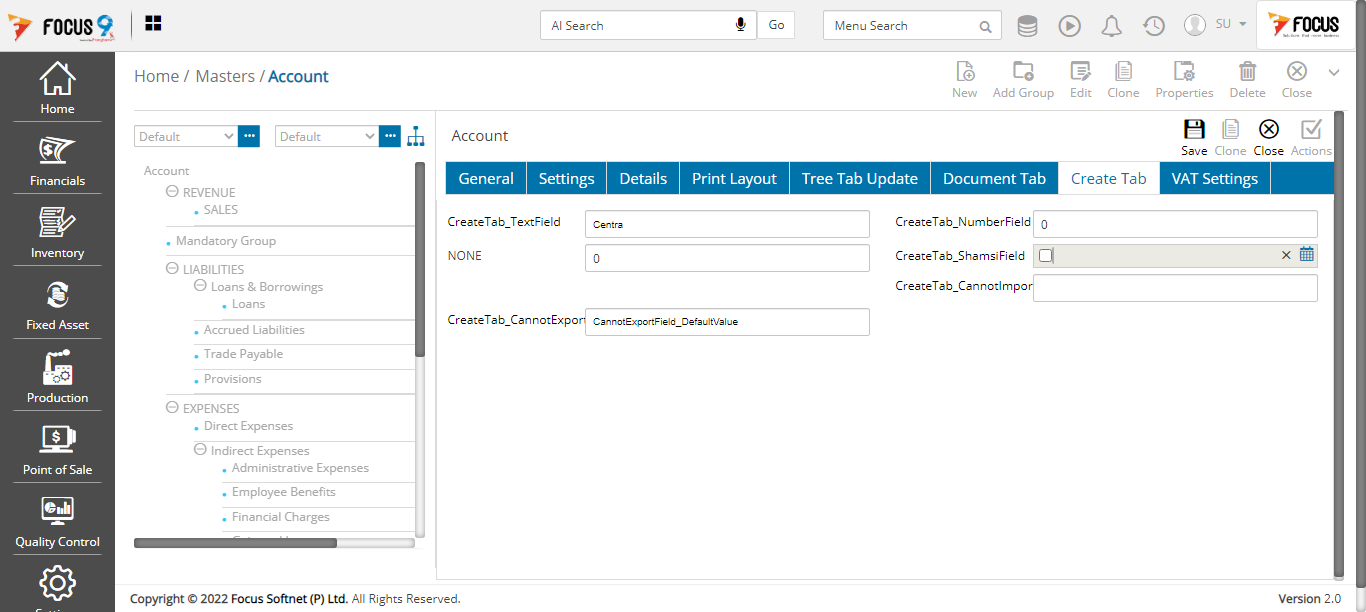 FOCUS 9
AI Search
Go
Menu Search
SU
FOCUS
Home
Financials
Inventory
Fixed Asset
Production
Point of Sale
Quality Control
Home / Masters / Account
New
Add Group
Edit
Clone
Properties
Delete
Close
Default
Default
Account
REVENUE
SALES
Mandatory Group
LIABILITIES
Loans & Borrowings
Loans
Accrued Liabilities
Trade Payable
Provisions
EXPENSES
Direct Expenses
Indirect Expenses
Administrative Expenses
Employee Benefits
Financial Charges
Account
Save
Clone
Close
Actions
General
Settings
Details
Print Layout
Tree Tab Update
Document Tab
Create Tab
VAT Settings
CreateTab_TextField
Centra
CreateTab_NumberField
0
NONE
0
CreateTab_ShamsiField
CreateTab_CannotImpor
CreateTab_CannotExport
CannotExportField_DefaultValue
Copyright © 2022 Focus Softnet (P) Ltd. All Rights Reserved.
Version 2.0